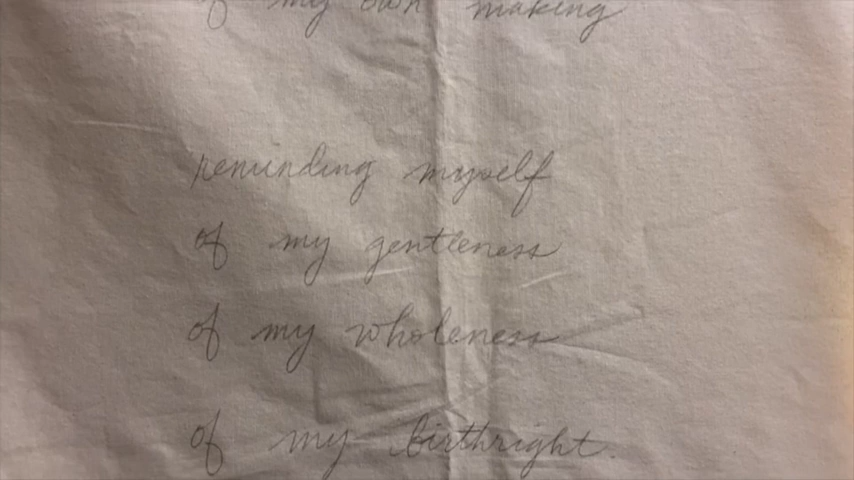 of my own making
reminding myself
of my gentleness
of my wholeness
of my birthright.